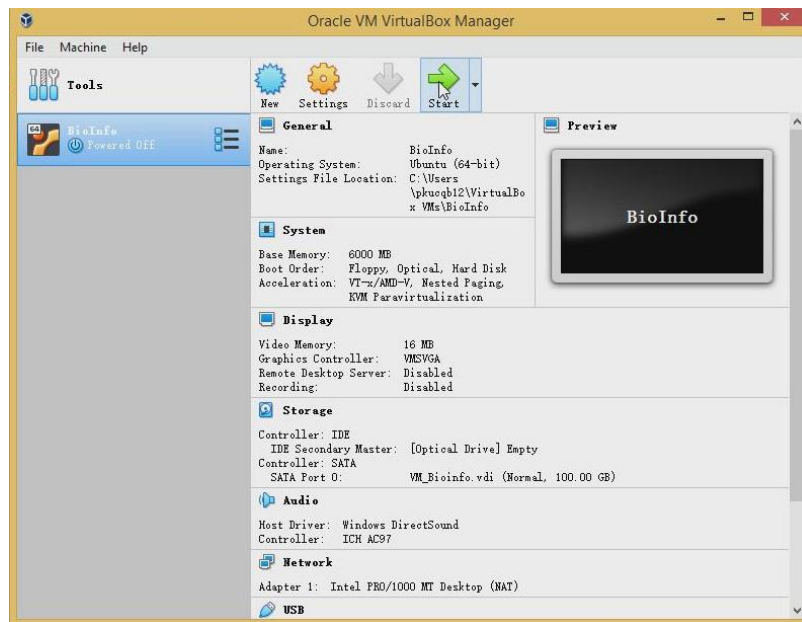 Oracle VM VirtualBox Manager
File Machine Help
Tools
New Settings Discard Start
64
BioInfo
Powered Off
General
Name: BioInfo
Operating System: Ubuntu (64-bit)
Settings File Location: C:\Users
\pkucqb12\VirtualBo
x VMs\BioInfo
Preview
BioInfo
System
Base Memory: 6000 MB
Boot Order: Floppy, Optical, Hard Disk
Acceleration: VT-x/AMD-V, Nested Paging,
KVM Paravirtualization
Display
Video Memory: 16 MB
Graphics Controller: VMSVGA
Remote Desktop Server: Disabled
Recording: Disabled
Storage
Controller: IDE
IDE Secondary Master: [Optical Drive] Empty
Controller: SATA
SATA Port 0: VM_Bioinfo.vdi (Normal, 100.00 GB)
Audio
Host Driver: Windows DirectSound
Controller: ICH AC97
Network
Adapter 1: Intel PRO/1000 MT Desktop (NAT)
USB